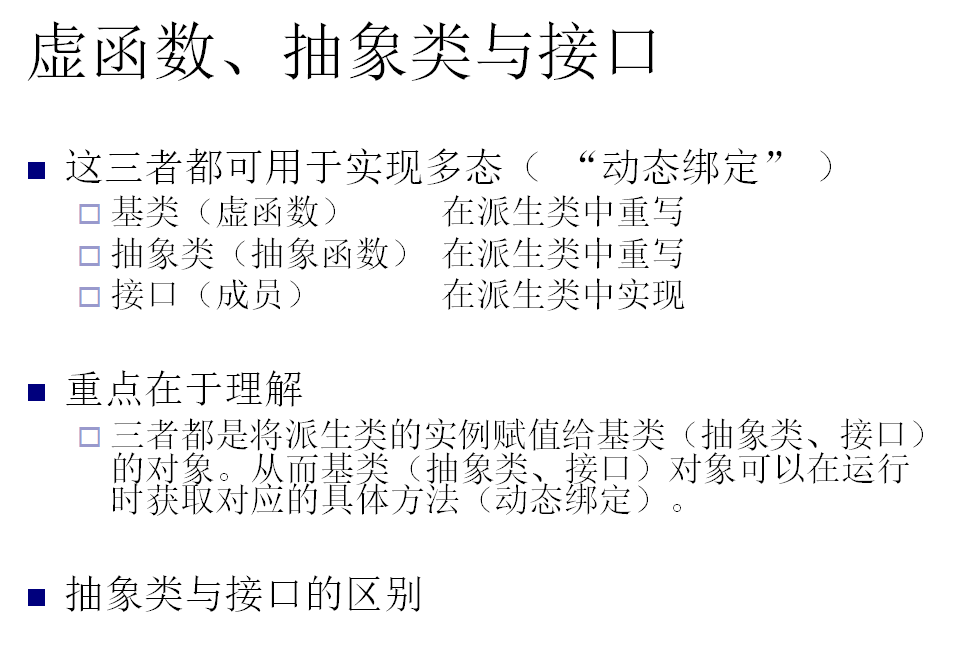 虚函数、抽象类与接口
这三者都可用于实现多态（ “动态绑定” ）
基类（虚函数） 在派生类中重写
抽象类（抽象函数） 在派生类中重写
接口（成员） 在派生类中实现
重点在于理解
三者都是将派生类的实例赋值给基类（抽象类、接口）
的对象。从而基类（抽象类、接口）对象可以在运行
时获取对应的具体方法（动态绑定）。
抽象类与接口的区别